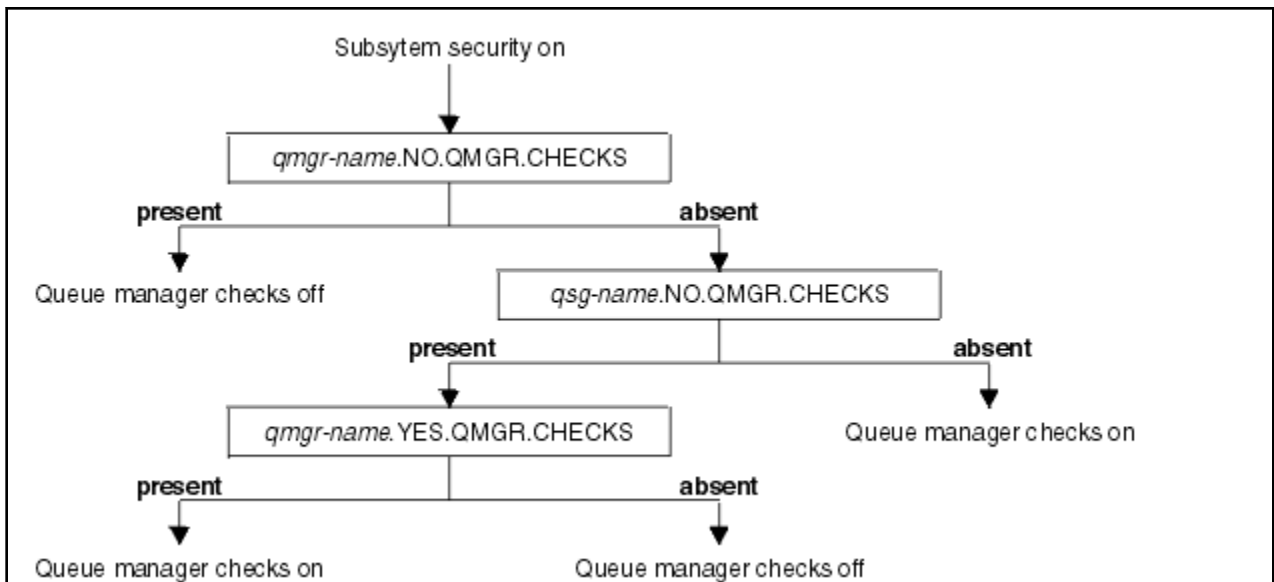 Subsytem security on
qmgr-name.NO.QMGR.CHECKS
present
absent
Queue manager checks off
qsg-name.NO.QMGR.CHECKS
present
absent
qmgr-name.YES.QMGR.CHECKS
Queue manager checks on
present
absent
Queue manager checks on
Queue manager checks off